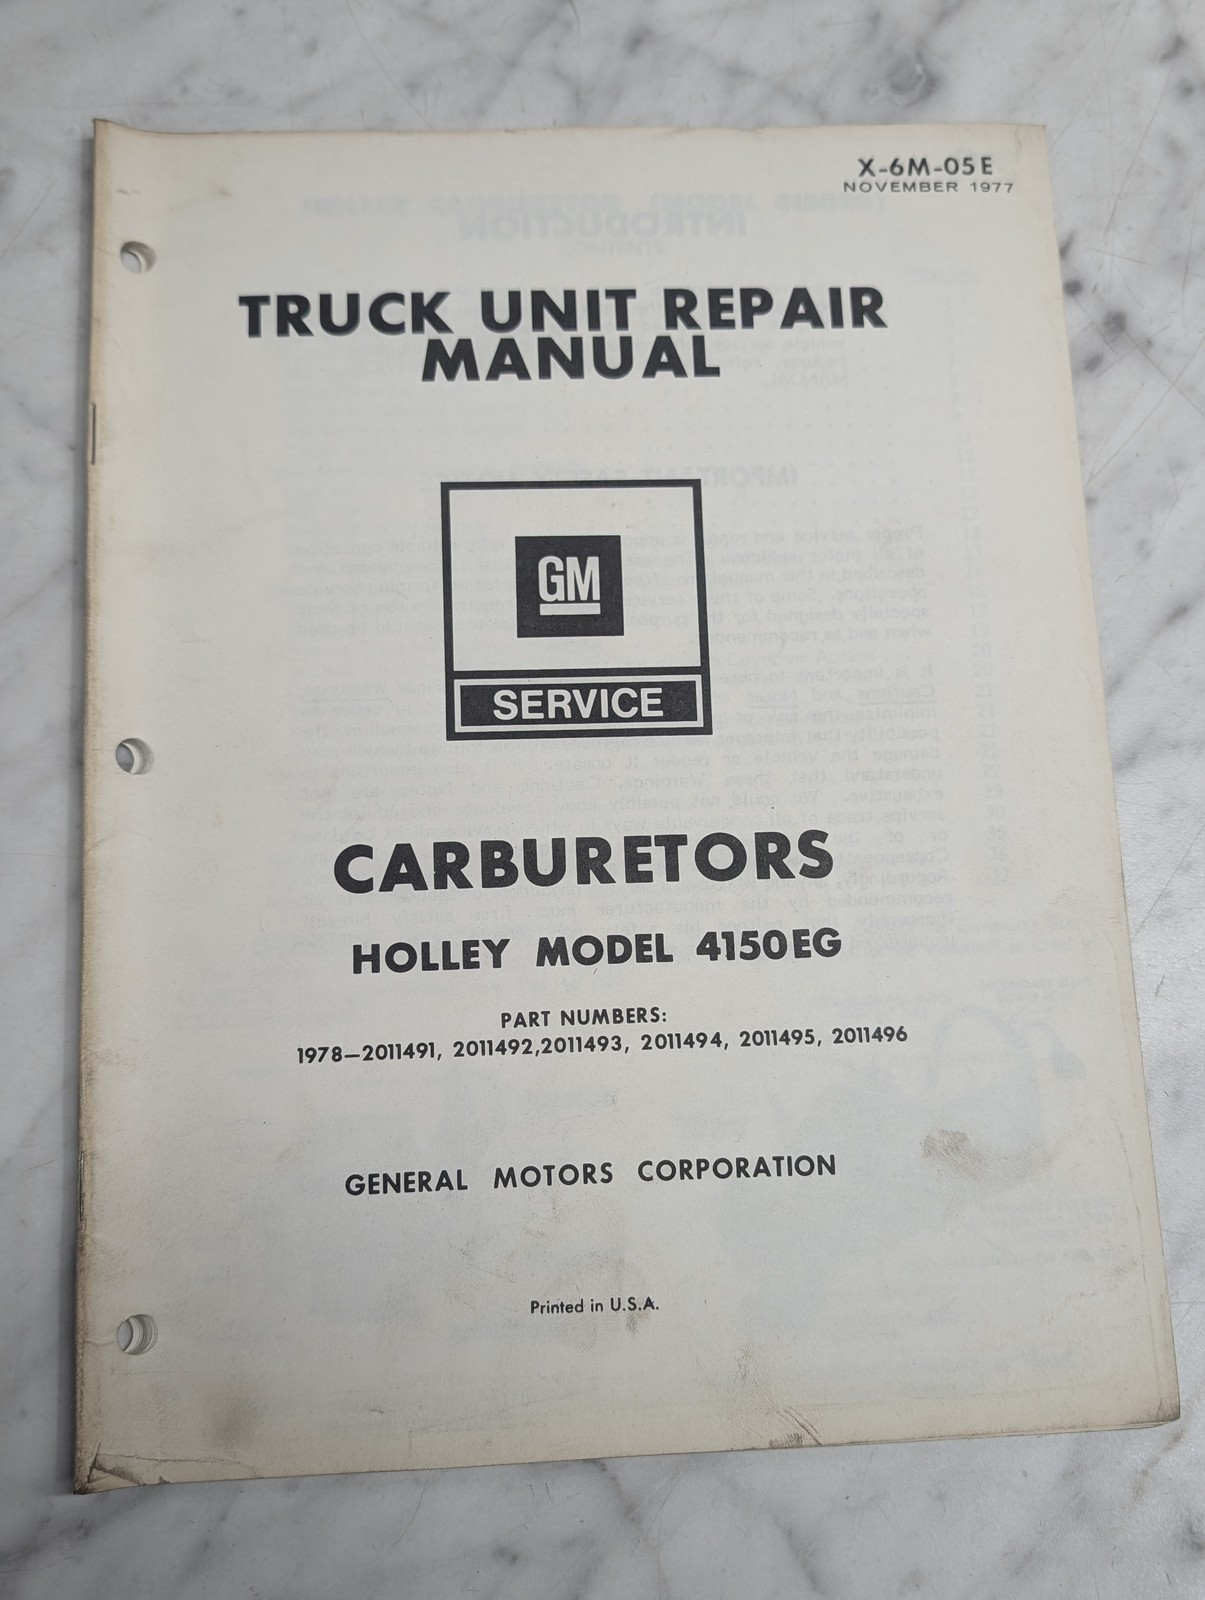 X-6M-05E
NOVEMBER 1977
TRUCK UNIT REPAIR
MANUAL
GM
SERVICE
CARBURETORS
HOLLEY MODEL 4150EG
PART NUMBERS:
1978—2011491, 2011492,2011493, 2011494, 2011495, 2011496
GENERAL MOTORS CORPORATION
Printed in U.S.A.